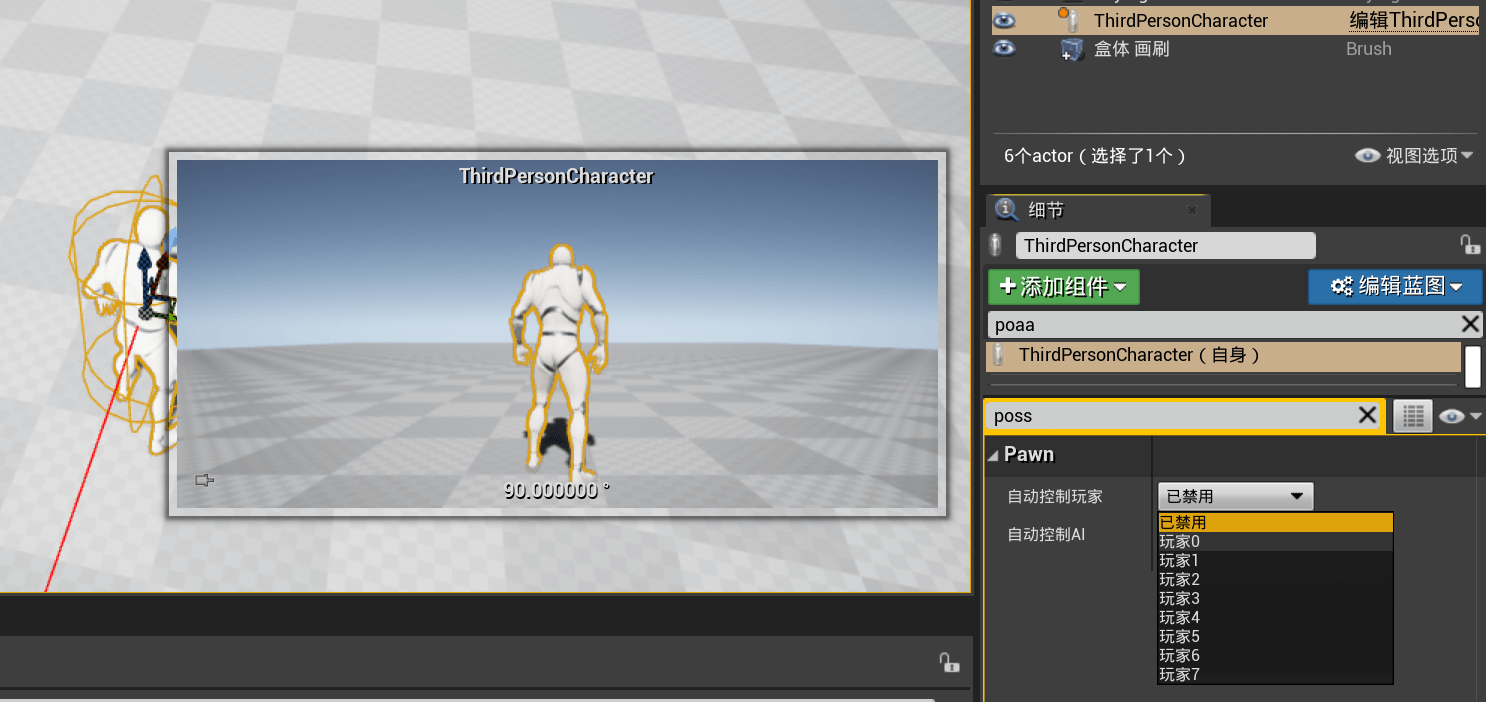 ThirdPersonCharacter 编辑ThirdPerso
盒体 画刷 Brush
6个actor（选择了1个） 视图选项
ThirdPersonCharacter
细节
ThirdPersonCharacter
添加组件 编辑蓝图
poaa
ThirdPersonCharacter（自身）
poss
Pawn
90.000000 °
自动控制玩家 已禁用
自动控制AI
已禁用
玩家0
玩家1
玩家2
玩家3
玩家4
玩家5
玩家6
玩家7